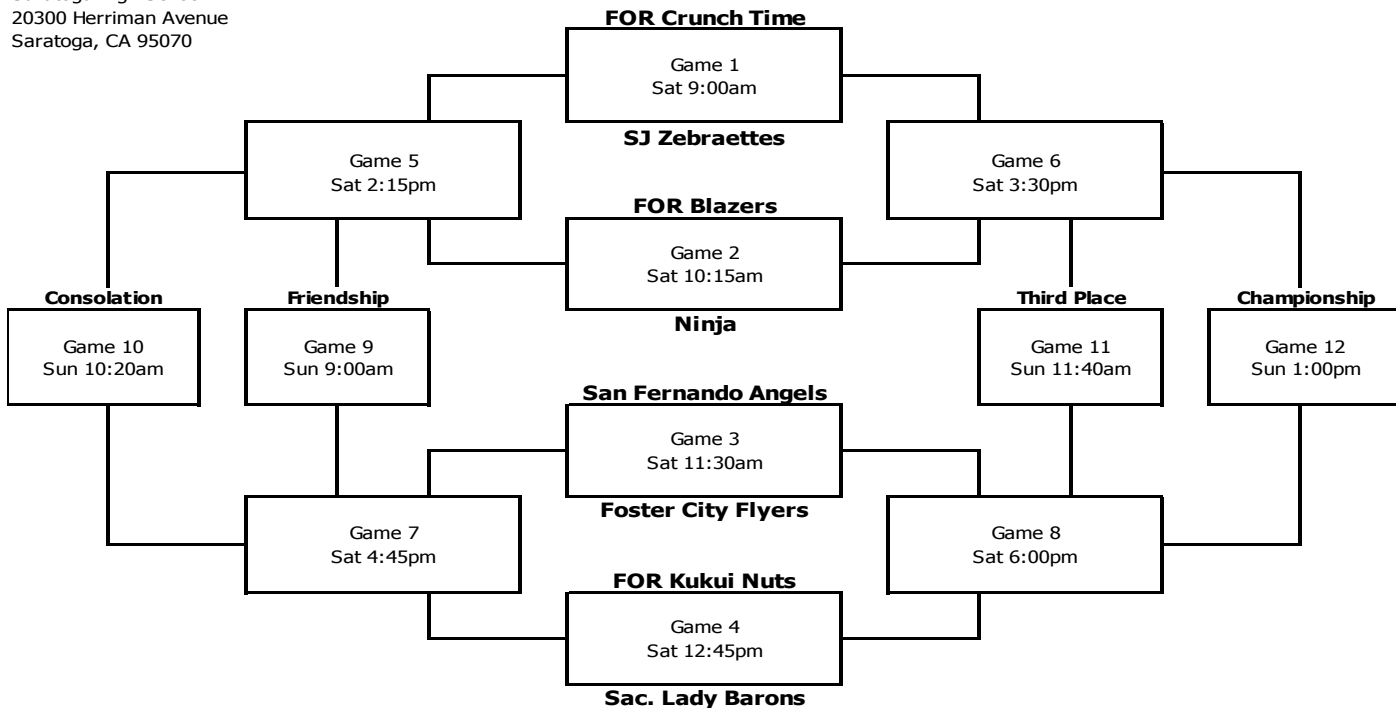 20300 Herriman Avenue
Saratoga, CA 95070
FOR Crunch Time
Game 1
Sat 9:00am
SJ Zebraettes
Game 5
Sat 2:15pm
Game 6
Sat 3:30pm
FOR Blazers
Game 2
Sat 10:15am
Ninja
Consolation
Game 10
Sun 10:20am
Friendship
Game 9
Sun 9:00am
Third Place
Game 11
Sun 11:40am
Championship
Game 12
Sun 1:00pm
San Fernando Angels
Game 3
Sat 11:30am
Foster City Flyers
Game 7
Sat 4:45pm
Game 8
Sat 6:00pm
FOR Kukui Nuts
Game 4
Sat 12:45pm
Sac. Lady Barons